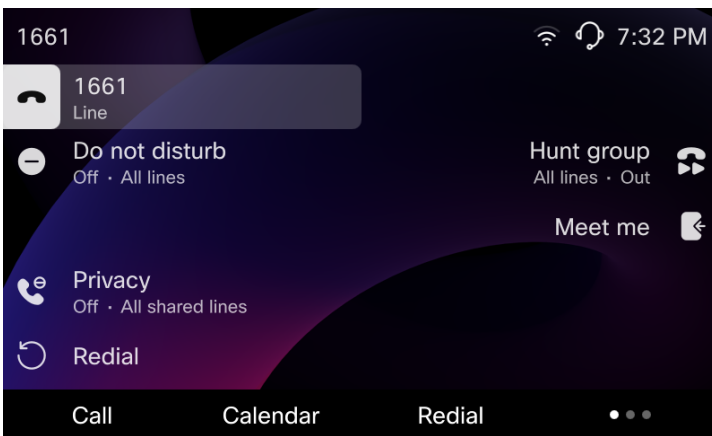 1661
7:32 PM
1661
Line
Do not disturb
Off · All lines
Hunt group
All lines · Out
Meet me
Privacy
Off · All shared lines
Redial
Call
Calendar
Redial